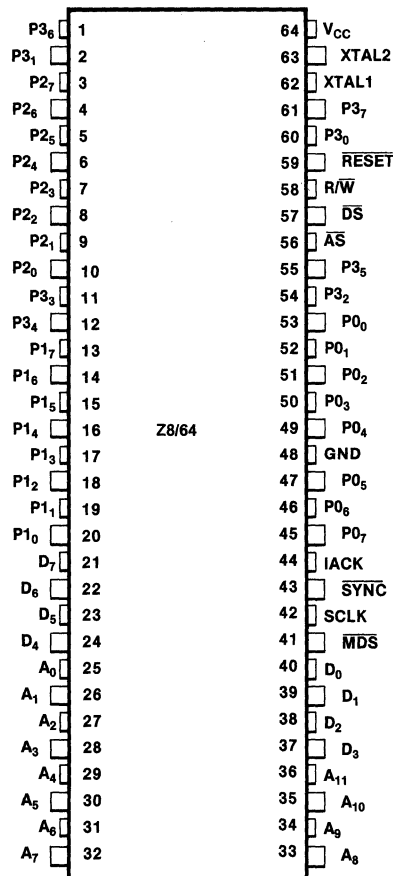 P3₆ 1 64 V_CC
P3₁ 2 63 XTAL2
P2₇ 3 62 XTAL1
P2₆ 4 61 P3₇
P2₅ 5 60 P3₀
P2₄ 6 59 R̅E̅S̅E̅T̅
P2₃ 7 58 R/W̅
P2₂ 8 57 D̅S̅
P2₁ 9 56 A̅S̅
P2₀ 10 55 P3₅
P3₃ 11 54 P3₂
P3₄ 12 53 P0₀
P1₇ 13 52 P0₁
P1₆ 14 51 P0₂
P1₅ 15 50 P0₃
P1₄ 16 Z8/64 49 P0₄
P1₃ 17 48 GND
P1₂ 18 47 P0₅
P1₁ 19 46 P0₆
P1₀ 20 45 P0₇
D₇ 21 44 IACK
D₆ 22 43 S̅Y̅N̅C̅
D₅ 23 42 SCLK
D₄ 24 41 M̅D̅S̅
A₀ 25 40 D₀
A₁ 26 39 D₁
A₂ 27 38 D₂
A₃ 28 37 D₃
A₄ 29 36 A₁₁
A₅ 30 35 A₁₀
A₆ 31 34 A₉
A₇ 32 33 A₈